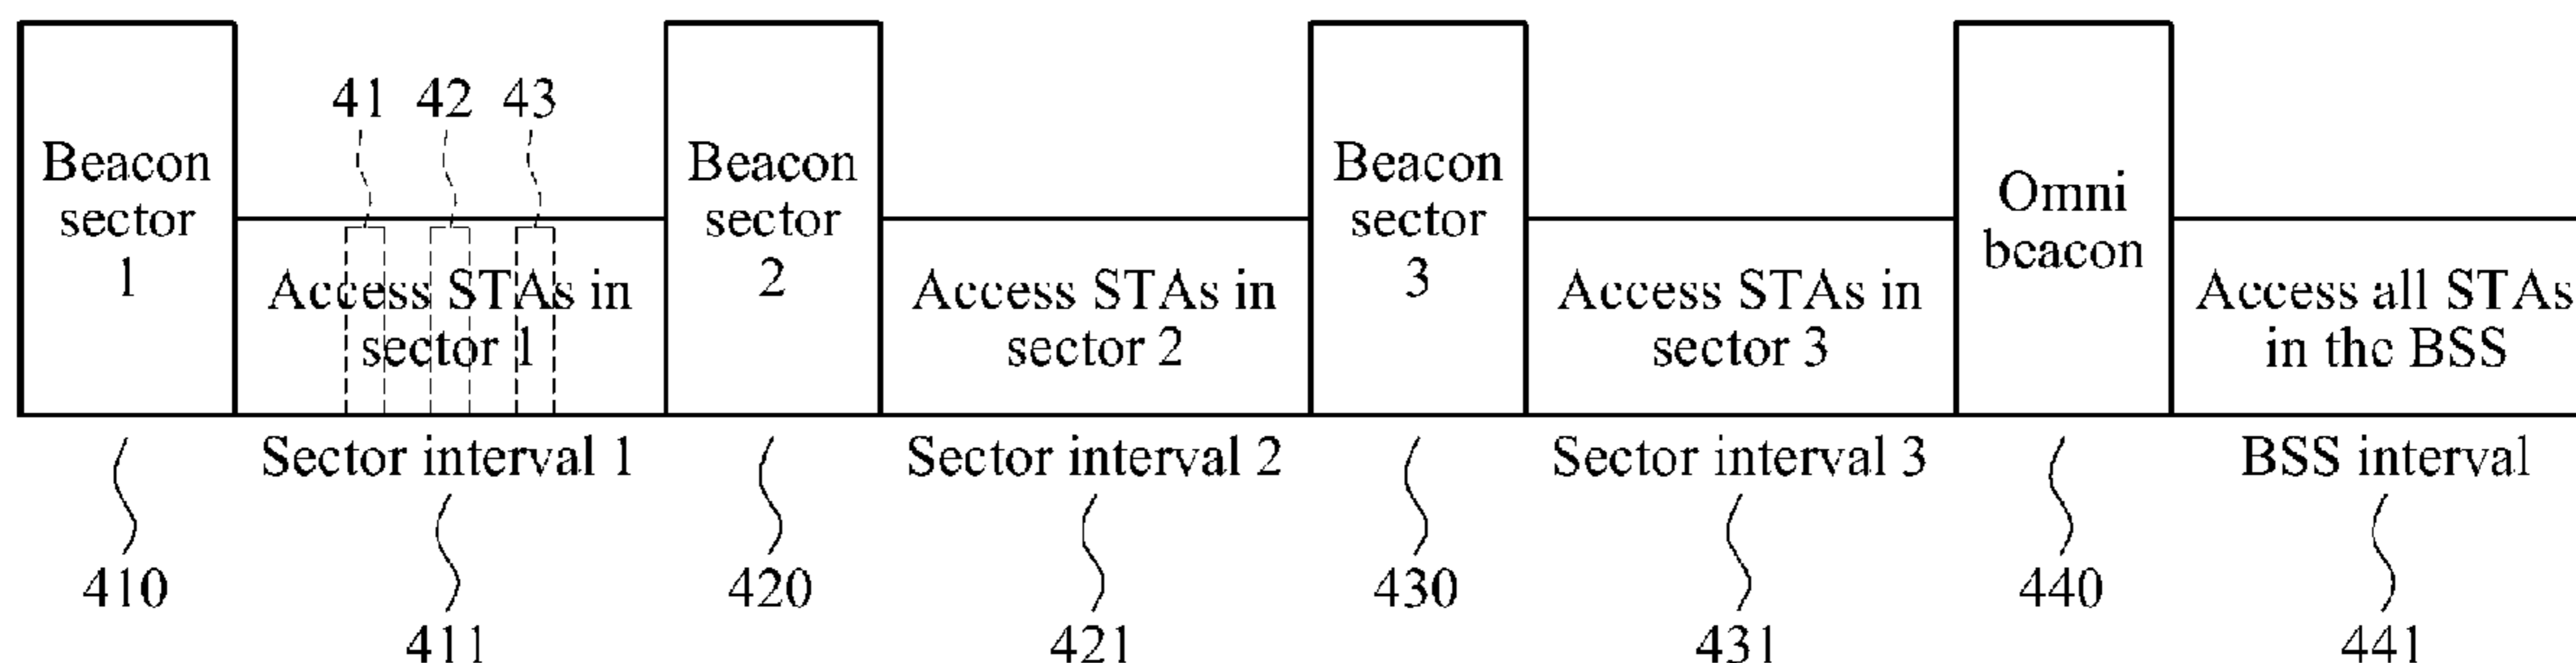 41 42 43
Beacon
sector
1
Access STAs in
sector 1
Beacon
sector
2
Access STAs in
sector 2
Beacon
sector
3
Access STAs in
sector 3
Omni
beacon
Access all STAs
in the BSS
Sector interval 1
Sector interval 2
Sector interval 3
BSS interval
410
411
420
421
430
431
440
441